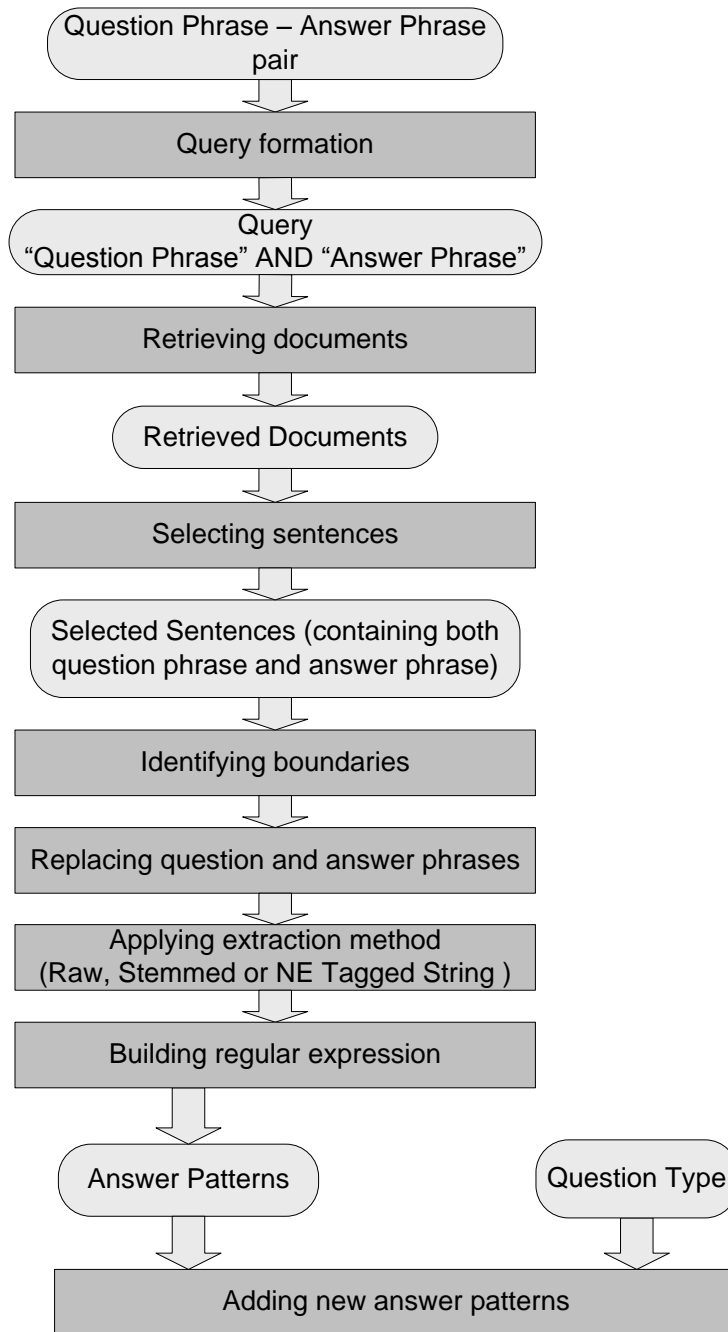 Question Phrase – Answer Phrase
pair
Query formation
Query
“Question Phrase” AND “Answer Phrase”
Retrieving documents
Retrieved Documents
Selecting sentences
Selected Sentences (containing both
question phrase and answer phrase)
Identifying boundaries
Replacing question and answer phrases
Applying extraction method
(Raw, Stemmed or NE Tagged String )
Building regular expression
Answer Patterns
Question Type
Adding new answer patterns